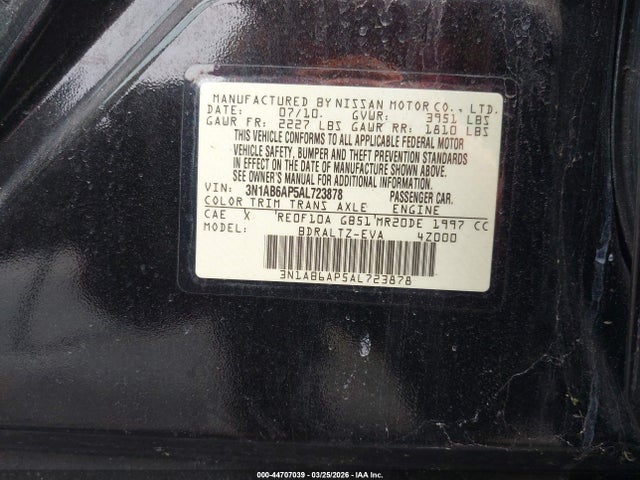 MANUFACTURED BY NISSAN MOTOR CO., LTD.
DATE: 07/10. GVWR: 3951 LBS
GAWR FR: 2227 LBS GAWR RR: 1810 LBS
THIS VEHICLE CONFORMS TO ALL APPLICABLE FEDERAL MOTOR
VEHICLE SAFETY, BUMPER AND THEFT PREVENTION STANDARDS
IN EFFECT ON THE DATE OF MANUFACTURE SHOWN ABOVE.
SEE OWNER'S MANUAL FOR ADDITIONAL INFORMATION.
VIN: 3N1AB6AP5AL723878 PASSENGER CAR.
COLOR TRIM TRANS AXLE ENGINE
CAE X RE0F10A GB51 MR20DE 1997 CC
MODEL: BDRALTZ-EVA 4Z000
3N1AB6AP5AL723878
000-44707039 — 03/25/2026 — IAA Inc.